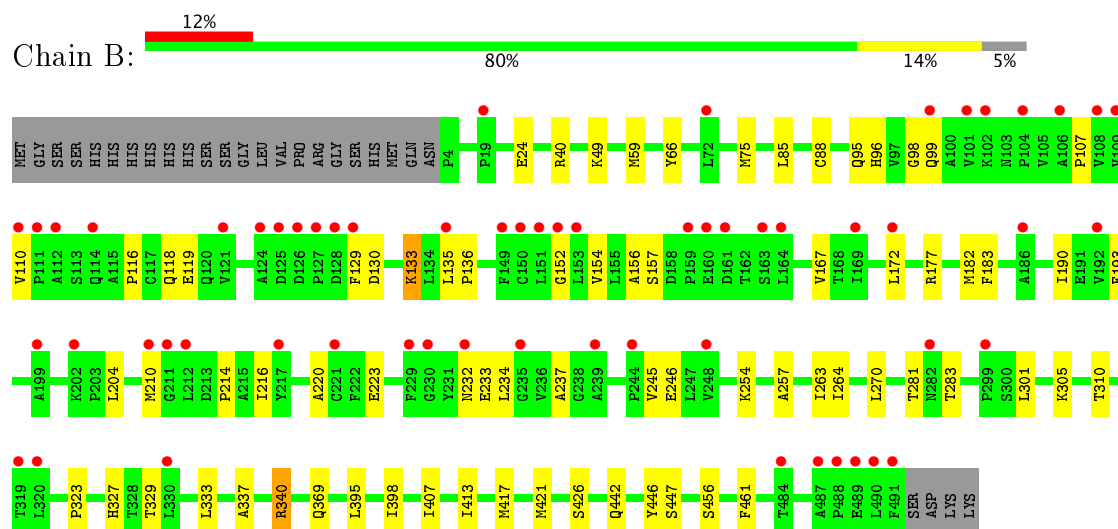 Chain B:
12%
80%
14%
5%
MET GLY SER SER HIS HIS HIS HIS HIS HIS SER SER GLY LEU VAL PRO ARG GLY SER HIS MET GLN ASN P4 P19 E24 R40 K49 M59 Y66 L72 M75 L85 C88 Q95 H96 V97 G98 Q99 A100 V101 K102 N103 P104 V105 A106 P107 V108
V110 P111 A112 S113 Q114 A115 P116 C117 Q118 E119 Q120 V121 A124 D125 D126 P127 D128 F129 D130 K133 L134 L135 P136 F149 C150 L151 G152 L153 V154 L155 A156 S157 D158 P159 E160 D161 T162 S163 L164 V167 T168 I169 L172 R177 M182 F183 A186 I190 E191 V192
A199 K202 P203 L204 M210 G211 L212 D213 P214 A215 I216 Y217 A220 C221 F222 E223 F229 G230 Y231 N232 E233 L234 G235 V236 A237 G238 A239 P244 V245 E246 L247 V248 K254 A257 I263 I264 L270 T281 N282 T283 P299 S300 L301 K305 T310
T319 L320 P323 H327 T328 T329 L330 L333 A337 R340 Q369 L395 I398 I407 I413 M417 M421 S426 Q442 Y446 S447 S456 F461 T484 A487 P488 E489 L490 F491 SER ASP LYS LYS